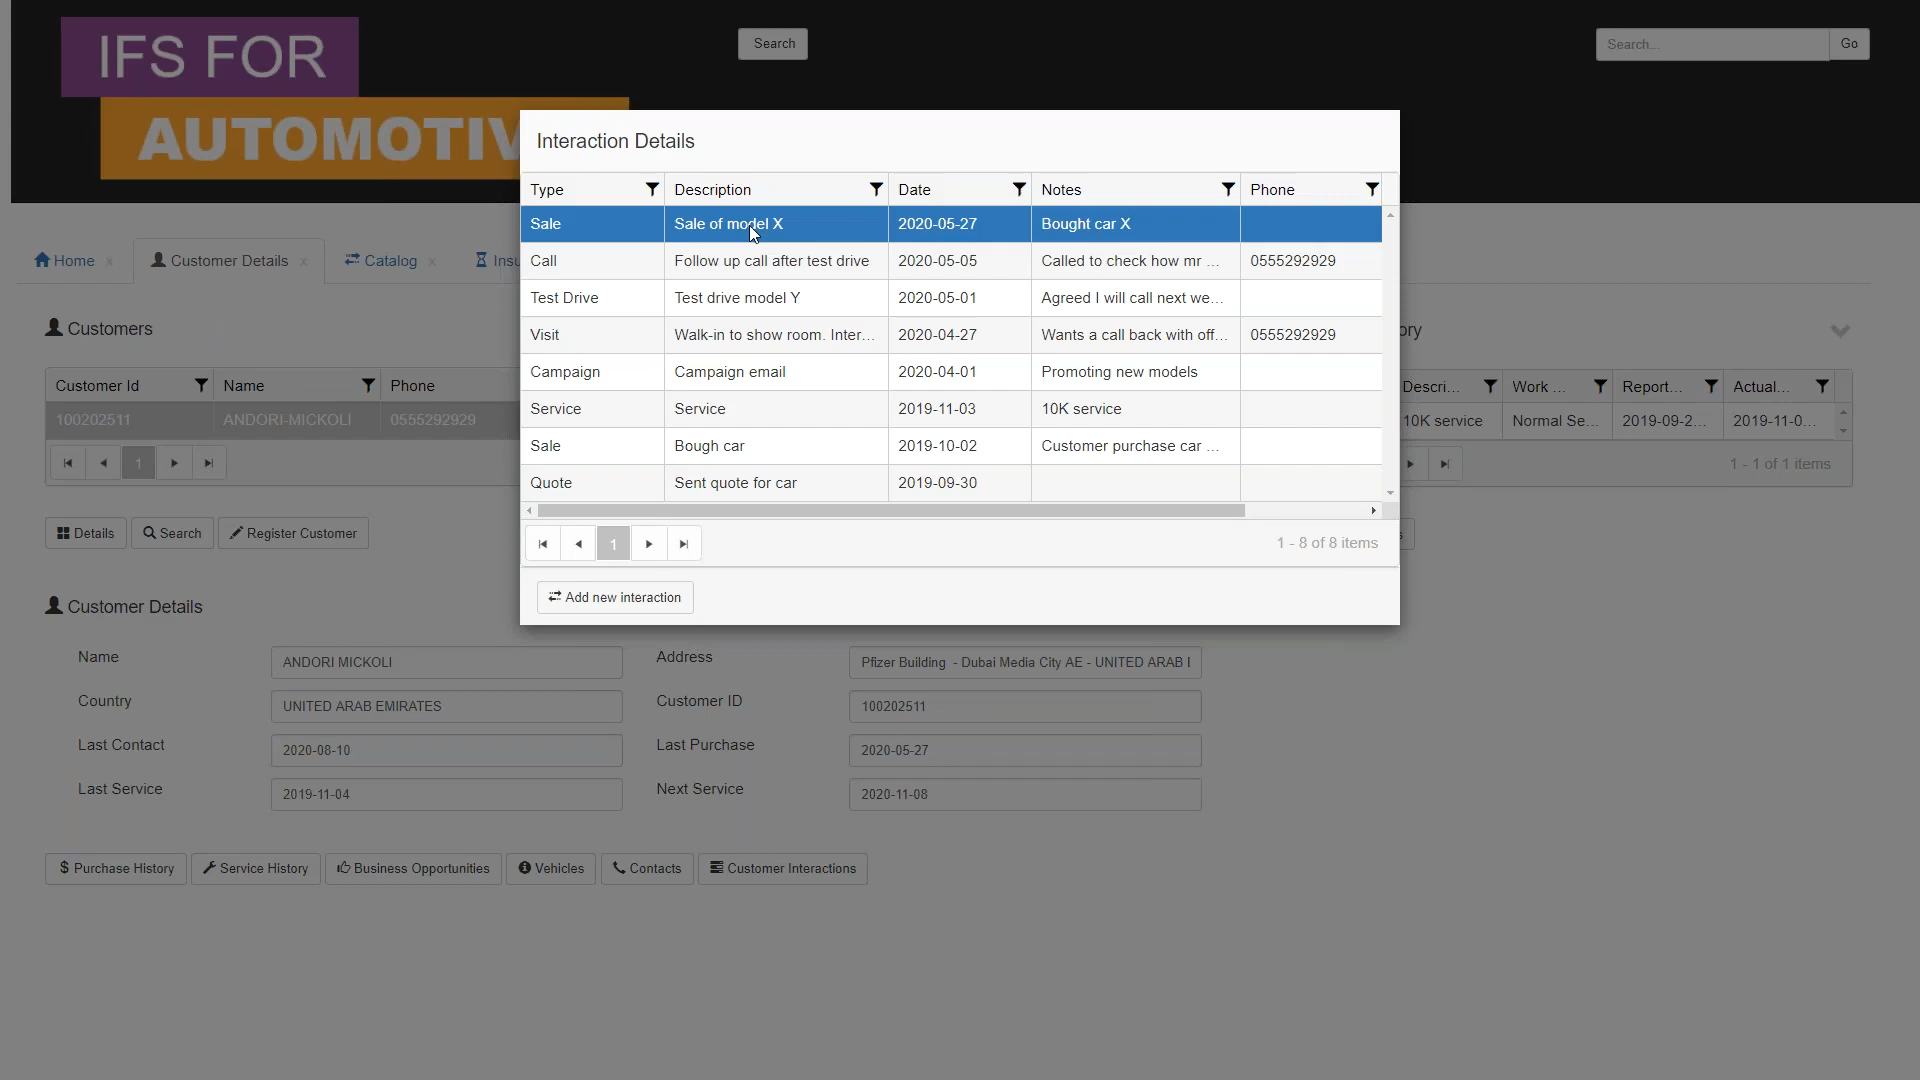 IFS FOR
AUTOMOTIV
Search
Search...
Go
Home x
Customer Details x
Catalog x
Insu
Customers
Customer Id Name Phone
100202511 ANDORI-MICKOLI 0555292929
1
Details
Search
Register Customer
Interaction Details
Type Description Date Notes Phone
Sale Sale of model X 2020-05-27 Bought car X
Call Follow up call after test drive 2020-05-05 Called to check how mr ... 0555292929
Test Drive Test drive model Y 2020-05-01 Agreed I will call next we...
Visit Walk-in to show room. Inter... 2020-04-27 Wants a call back with off... 0555292929
Campaign Campaign email 2020-04-01 Promoting new models
Service Service 2019-11-03 10K service
Sale Bough car 2019-10-02 Customer purchase car ...
Quote Sent quote for car 2019-09-30
1
1 - 8 of 8 items
Add new interaction
ory
Descri... Work ... Report... Actual...
10K service Normal Se... 2019-09-2... 2019-11-0...
1 - 1 of 1 items
s
Customer Details
Name ANDORI MICKOLI Address Pfizer Building - Dubai Media City AE - UNITED ARAB
Country UNITED ARAB EMIRATES Customer ID 100202511
Last Contact 2020-08-10 Last Purchase 2020-05-27
Last Service 2019-11-04 Next Service 2020-11-08
$ Purchase History
Service History
Business Opportunities
Vehicles
Contacts
Customer Interactions